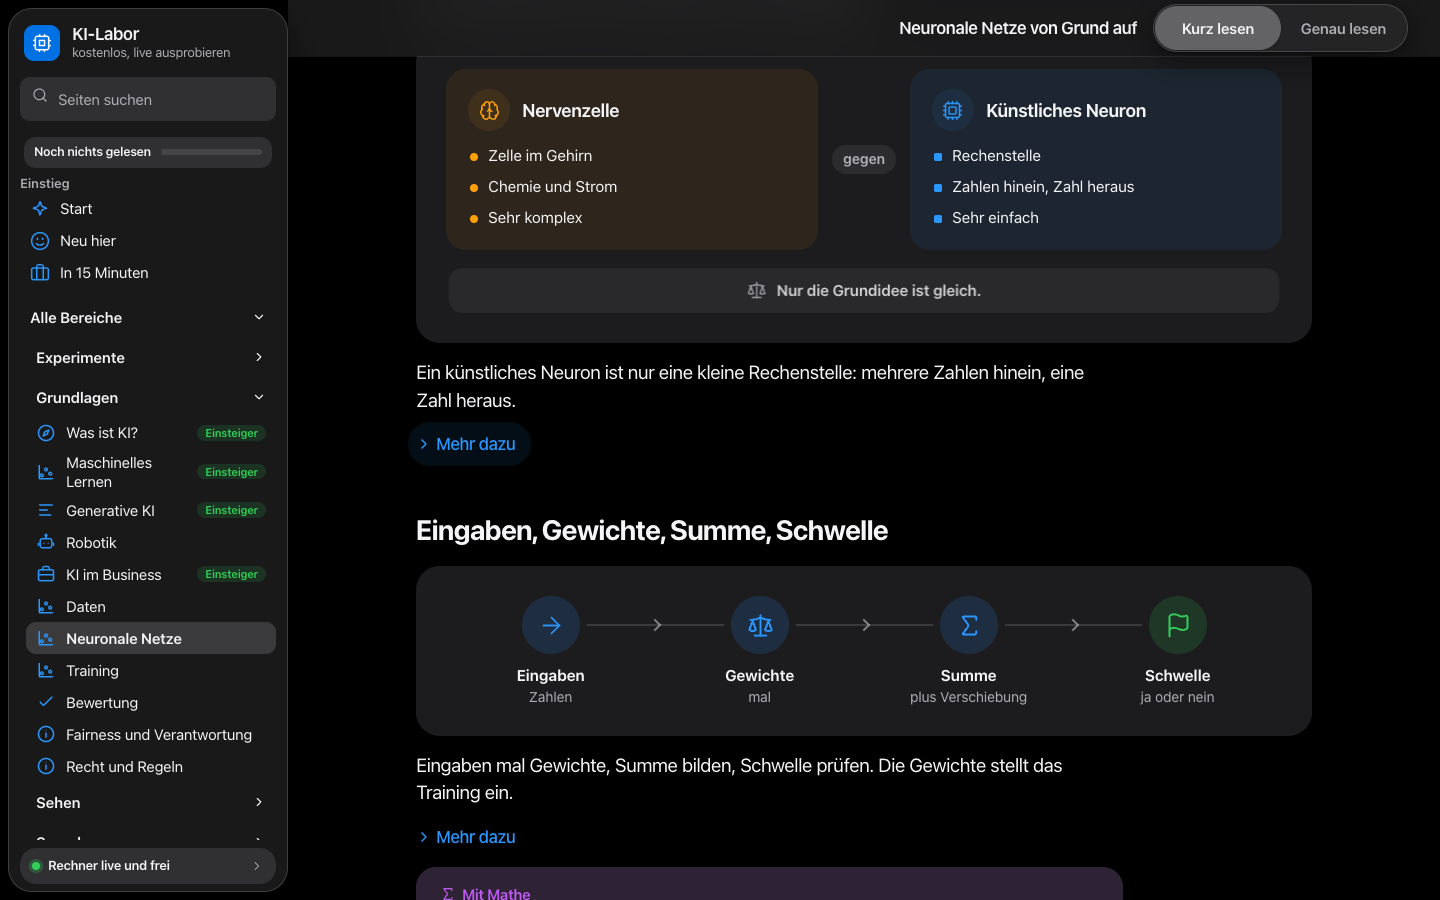 KI-Labor
kostenlos, live ausprobieren
Seiten suchen
Noch nichts gelesen
Einstieg
Start
Neu hier
In 15 Minuten
Alle Bereiche
Experimente
Grundlagen
Was ist KI?
Einsteiger
Maschinelles
Lernen
Einsteiger
Generative KI
Einsteiger
Robotik
KI im Business
Einsteiger
Daten
Neuronale Netze
Training
Bewertung
Fairness und Verantwortung
Recht und Regeln
Sehen
Rechner live und frei
Neuronale Netze von Grund auf
Kurz lesen
Genau lesen
Nervenzelle
Zelle im Gehirn
Chemie und Strom
Sehr komplex
gegen
Künstliches Neuron
Rechenstelle
Zahlen hinein, Zahl heraus
Sehr einfach
Nur die Grundidee ist gleich.
Ein künstliches Neuron ist nur eine kleine Rechenstelle: mehrere Zahlen hinein, eine
Zahl heraus.
Mehr dazu
Eingaben, Gewichte, Summe, Schwelle
Eingaben
Zahlen
Gewichte
mal
Summe
plus Verschiebung
Schwelle
ja oder nein
Eingaben mal Gewichte, Summe bilden, Schwelle prüfen. Die Gewichte stellt das
Training ein.
Mehr dazu
Mit Mathe